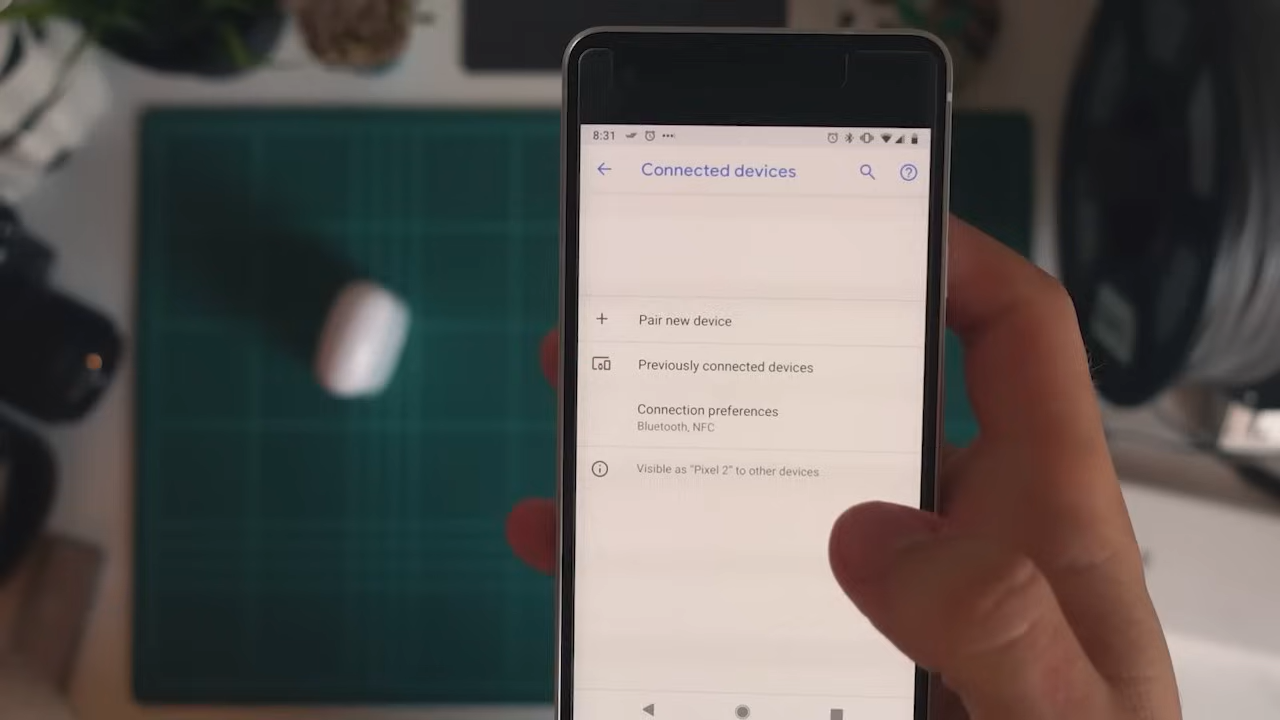 8:31
Connected devices
Pair new device
Previously connected devices
Connection preferences
Bluetooth, NFC
Visible as "Pixel 2" to other devices